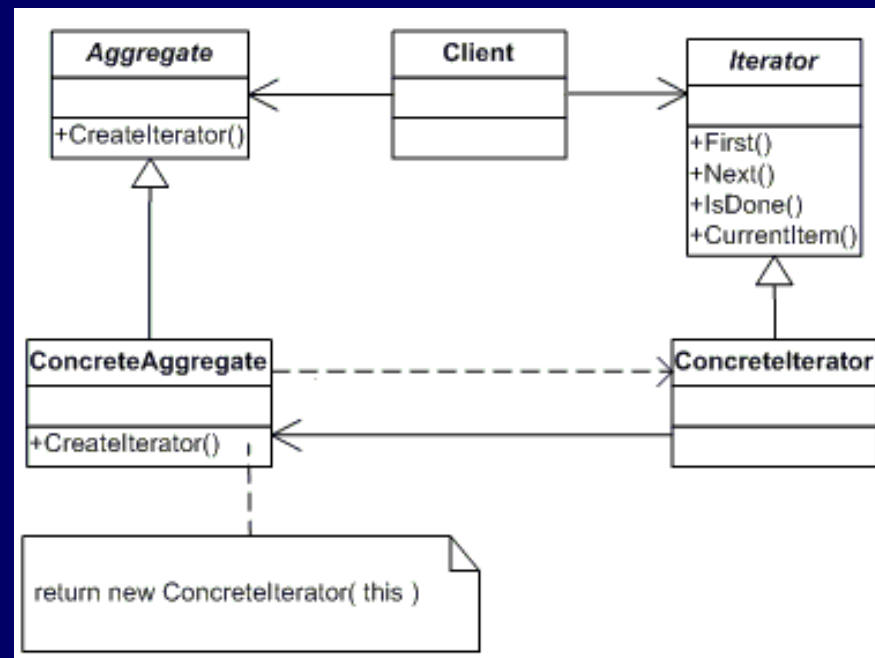 Aggregate
+CreateIterator()
Client
Iterator
+First()
+Next()
+IsDone()
+CurrentItem()
ConcreteAggregate
+CreateIterator()
ConcreteIterator
return new ConcreteIterator( this )